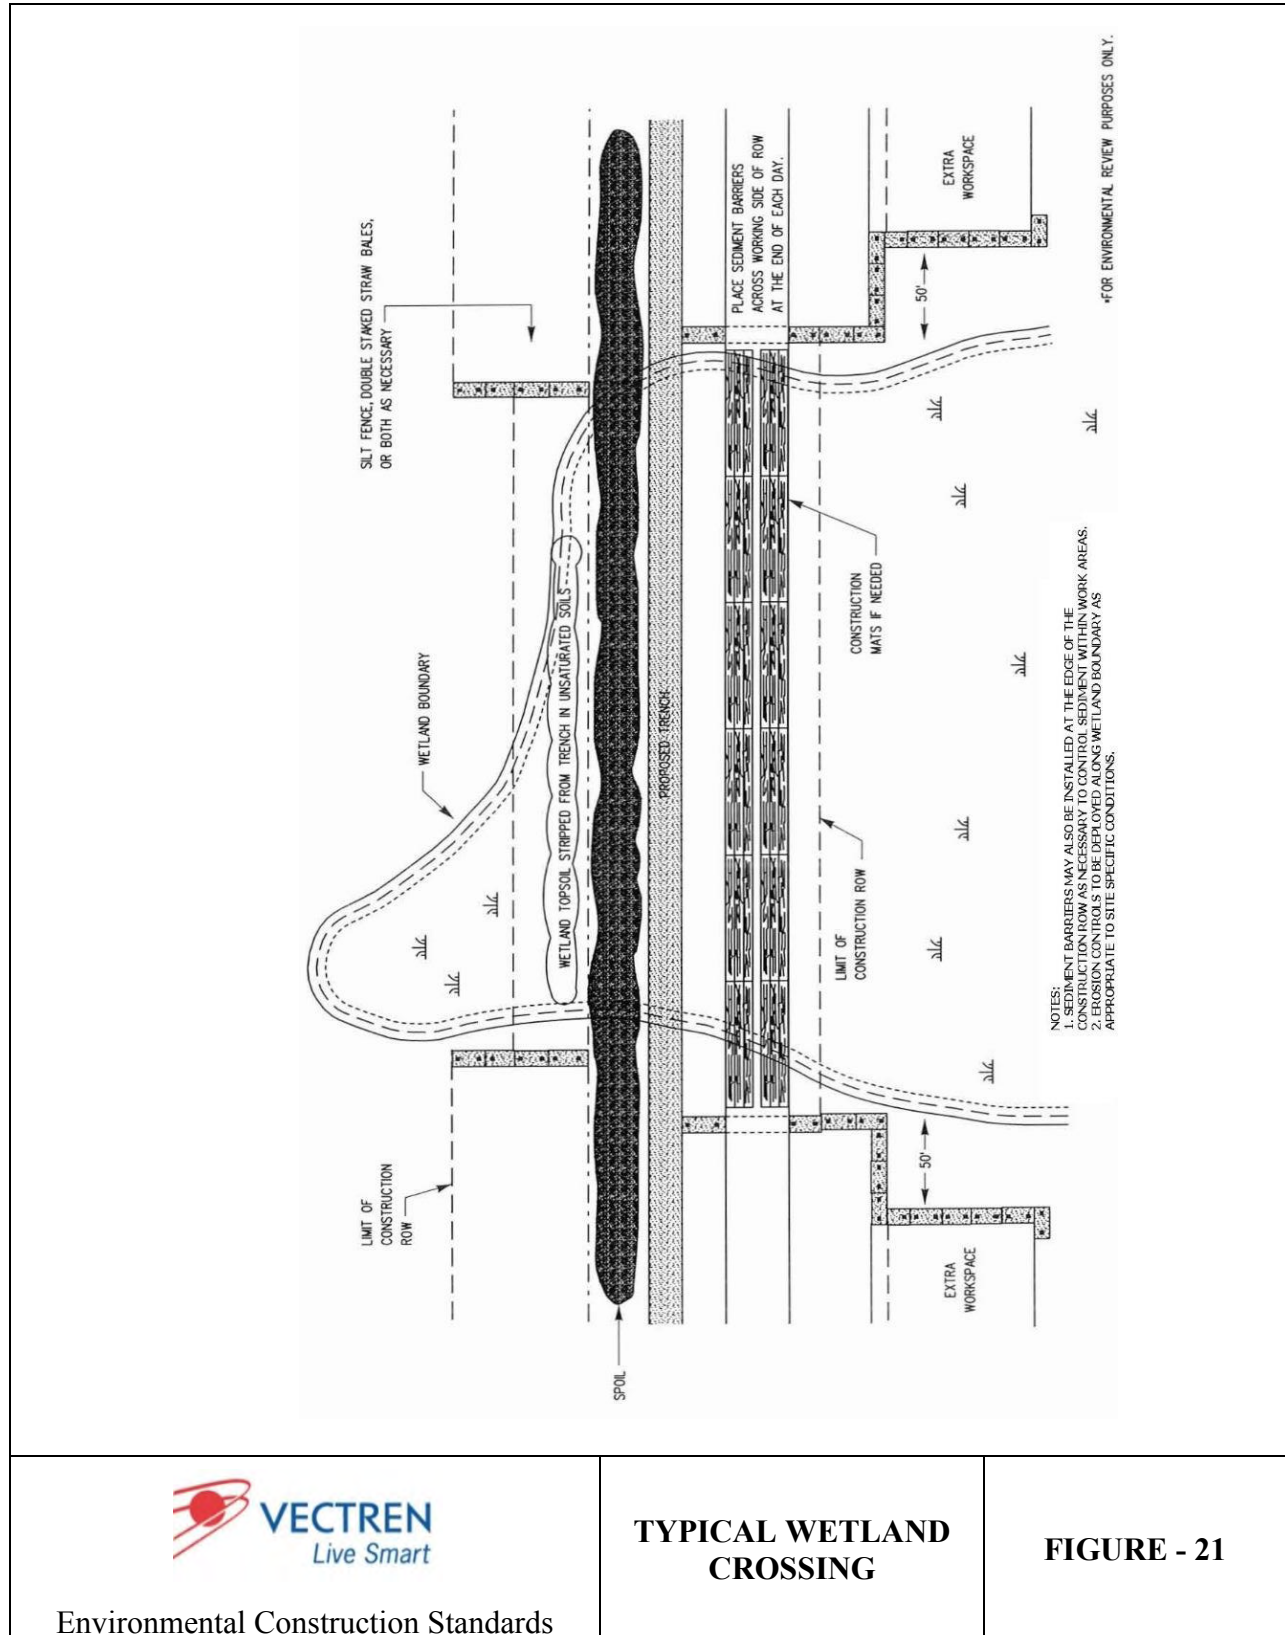 SILT FENCE, DOUBLE STAKED STRAW BALES,
OR BOTH AS NECESSARY
PLACE SEDIMENT BARRIERS
ACROSS WORKING SIDE OF ROW
AT THE END OF EACH DAY.
EXTRA
WORKSPACE
50'
*FOR ENVIRONMENTAL REVIEW PURPOSES ONLY.
WETLAND BOUNDARY
WETLAND TOPSOIL STRIPPED FROM TRENCH IN UNSATURATED SOILS
PROPOSED TRENCH
CONSTRUCTION
MATS IF NEEDED
LIMIT OF
CONSTRUCTION ROW
NOTES:
1. SEDIMENT BARRIERS MAY ALSO BE INSTALLED AT THE EDGE OF THE
CONSTRUCTION ROW AS NECESSARY TO CONTROL SEDIMENT WITHIN WORK AREAS.
2. EROSION CONTROLS TO BE DEPLOYED ALONG WETLAND BOUNDARY AS
APPROPRIATE TO SITE SPECIFIC CONDITIONS.
LIMIT OF
CONSTRUCTION
ROW
50'
EXTRA
WORKSPACE
SPOIL
VECTREN
Live Smart
Environmental Construction Standards
TYPICAL WETLAND
CROSSING
FIGURE - 21